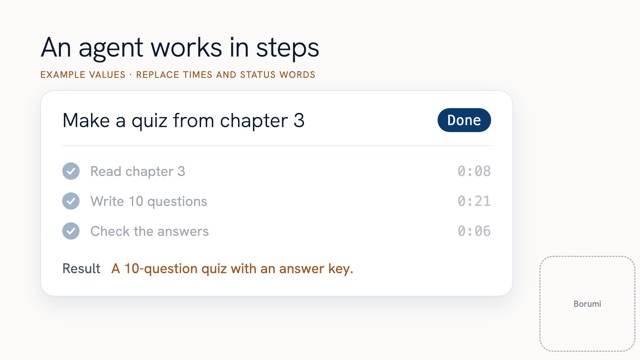 An agent works in steps
EXAMPLE VALUES · REPLACE TIMES AND STATUS WORDS
Make a quiz from chapter 3 Done
Read chapter 3 0:08
Write 10 questions 0:21
Check the answers 0:06
Result A 10-question quiz with an answer key.
Borumi